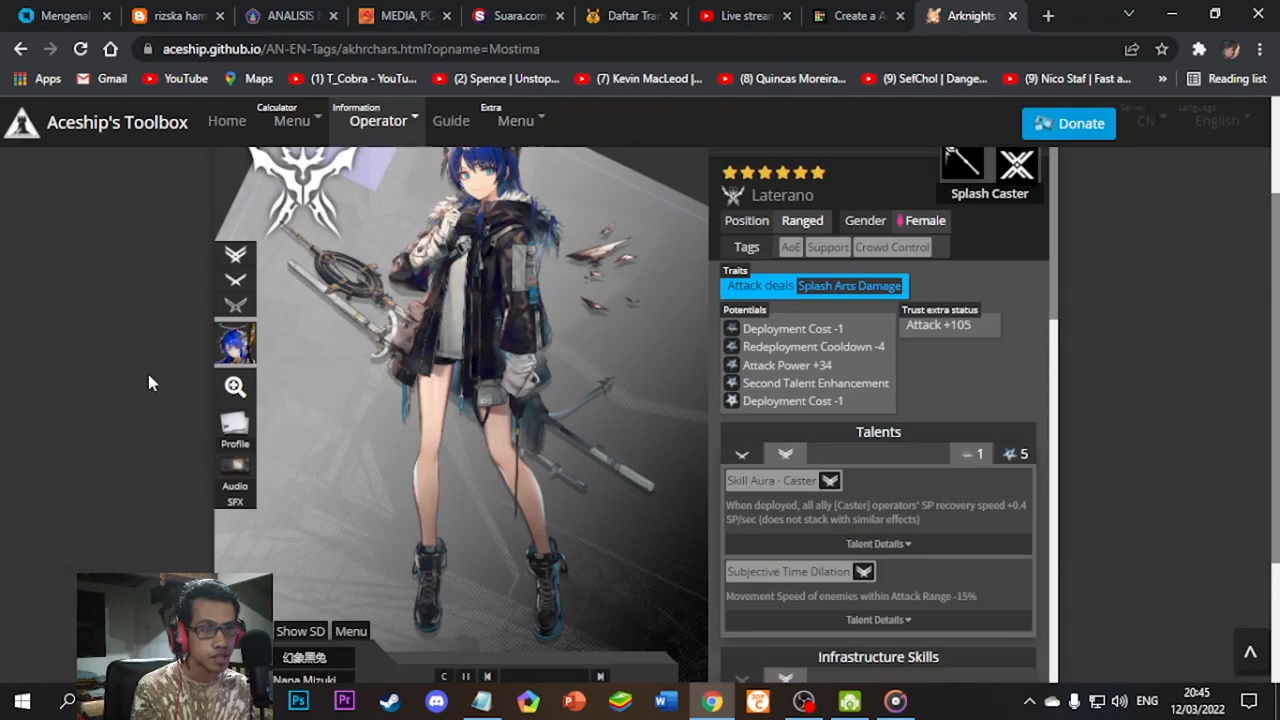 Mengenal
rizska ham
ANALISIS
MEDIA, PO
Suara.com
Daftar Tra
Live stream
Create a A
Arknights
aceship.github.io/AN-EN-Tags/akhrchars.html?opname=Mostima
Apps
Gmail
YouTube
Maps
(1) T_Cobra - YouT...
(2) Spence | Unstop...
(7) Kevin MacLeod |...
(8) Quincas Moreira...
(9) SefChol | Dange...
(9) Nico Staf | Fast a...
»
Reading list
Aceship's Toolbox
Home
Calculator
Menu
Information
Operator
Guide
Extra
Menu
Donate
Server
CN
Language
English
Splash Caster
Laterano
Position
Ranged
Gender
Female
Tags
AoE
Support
Crowd Control
Traits
Attack deals Splash Arts Damage
Potentials
Deployment Cost -1
Redeployment Cooldown -4
Attack Power +34
Second Talent Enhancement
Deployment Cost -1
Trust extra status
Attack +105
Talents
1
5
Skill Aura · Caster
When deployed, all ally [Caster] operators' SP recovery speed +0.4
SP/sec (does not stack with similar effects)
Talent Details
Subjective Time Dilation
Movement Speed of enemies within Attack Range -15%
Talent Details
Infrastructure Skills
Profile
Audio
SFX
Show SD
Menu
幻象黑兔
Nana Mizuki
C
ENG
20:45
12/03/2022